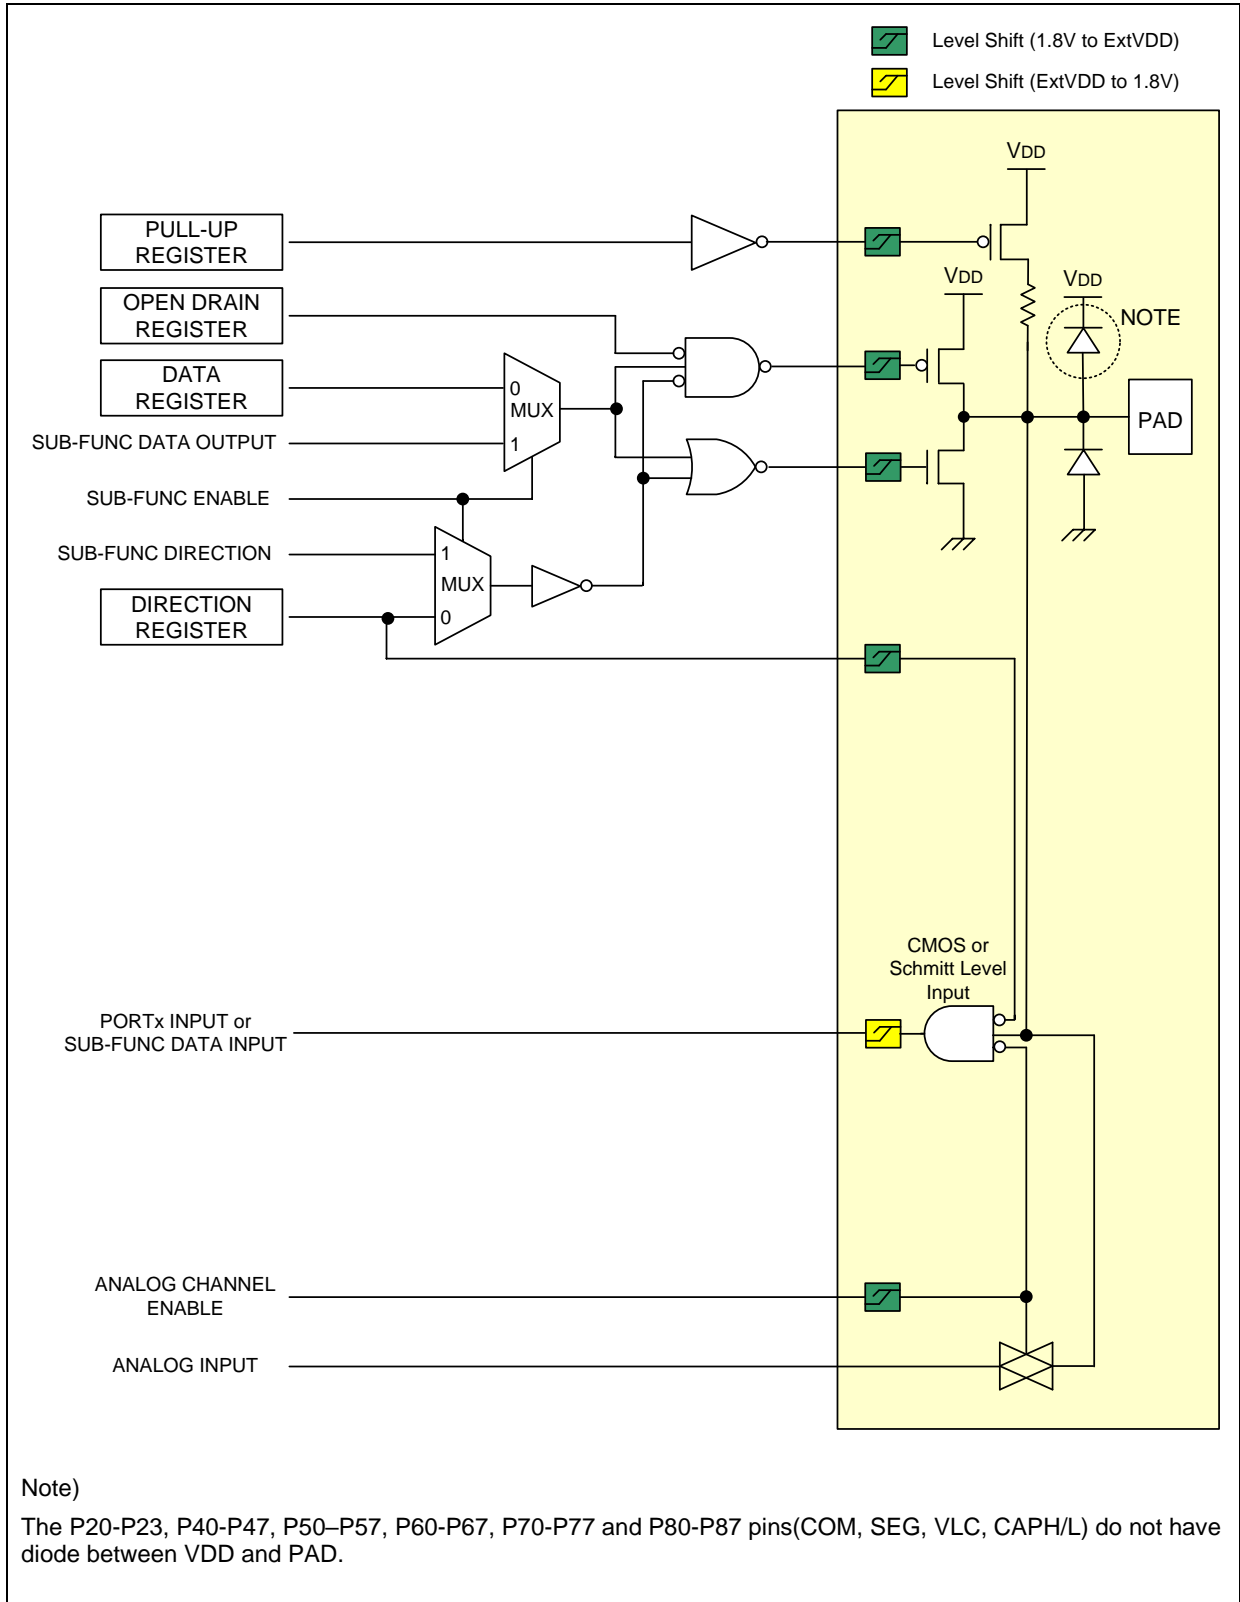 Level Shift (1.8V to ExtVDD)
Level Shift (ExtVDD to 1.8V)
VDD
PULL-UP
REGISTER
VDD
VDD
OPEN DRAIN
REGISTER
NOTE
DATA
REGISTER
0
MUX
1
PAD
SUB-FUNC DATA OUTPUT
SUB-FUNC ENABLE
SUB-FUNC DIRECTION
1
MUX
0
DIRECTION
REGISTER
CMOS or
Schmitt Level
Input
PORTx INPUT or
SUB-FUNC DATA INPUT
ANALOG CHANNEL
ENABLE
ANALOG INPUT
Note)
The P20-P23, P40-P47, P50–P57, P60-P67, P70-P77 and P80-P87 pins(COM, SEG, VLC, CAPH/L) do not have
diode between VDD and PAD.